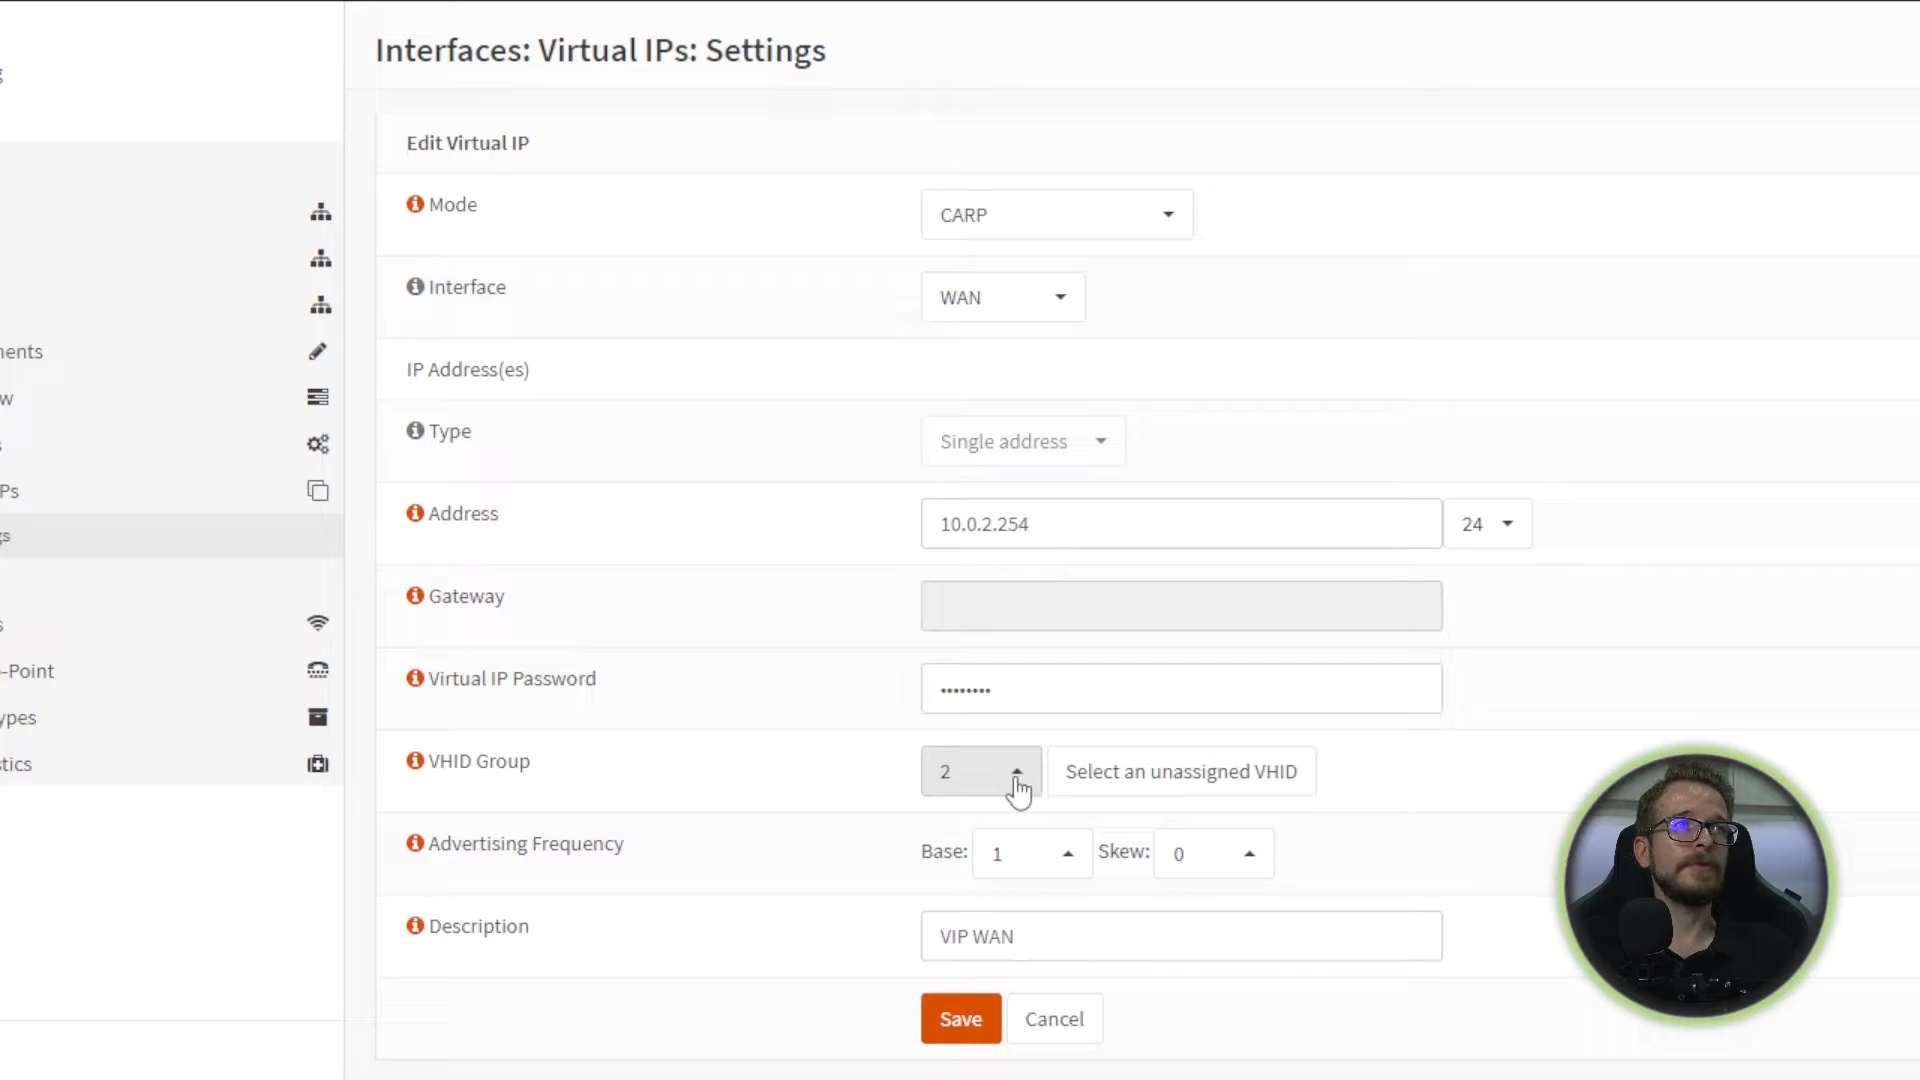 Interfaces: Virtual IPs: Settings
Edit Virtual IP
Mode
CARP
Interface
WAN
IP Address(es)
Type
Single address
Address
10.0.2.254
24
Gateway
Virtual IP Password
••••••••
VHID Group
2
Select an unassigned VHID
Advertising Frequency
Base:
1
Skew:
0
Description
VIP WAN
Save
Cancel
g
nents
w
s
Ps
gs
s
-Point
ypes
tics